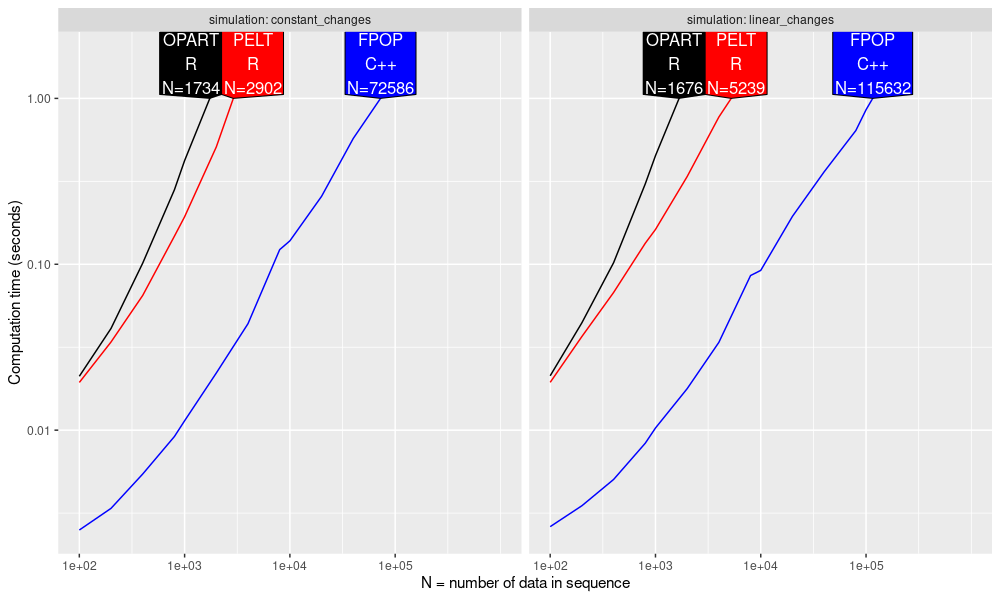 simulation: constant_changes
simulation: linear_changes
OPART
R
N=1734
PELT
R
N=2902
FPOP
C++
N=72586
OPART
R
N=1676
PELT
R
N=5239
FPOP
C++
N=115632
Computation time (seconds)
1.00
0.10
0.01
1e+02
1e+03
1e+04
1e+05
1e+02
1e+03
1e+04
1e+05
N = number of data in sequence